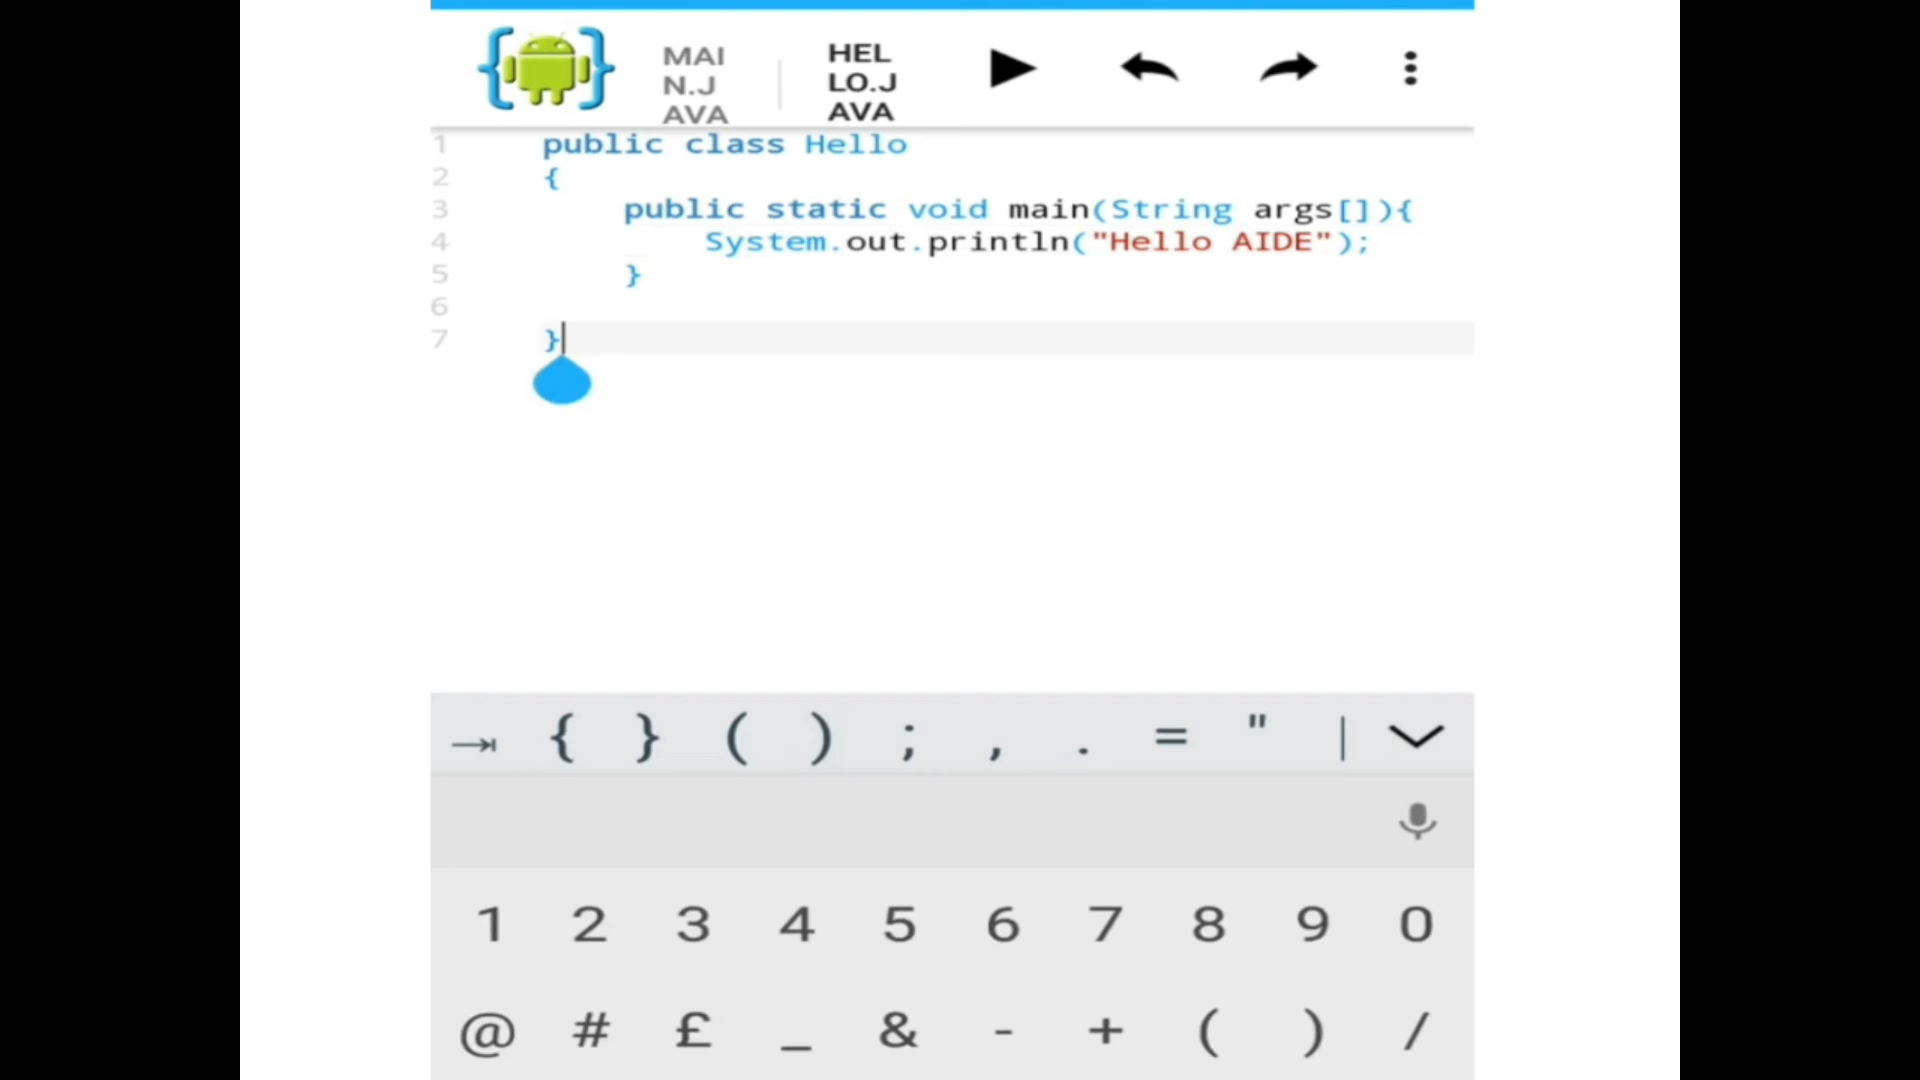 MAI
N.J
AVA
HEL
LO.J
AVA
1 public class Hello
2 {
3 public static void main(String args[]){
4 System.out.println("Hello AIDE");
5 }
6
7 }
{ } ( ) ; , . = " |
1 2 3 4 5 6 7 8 9 0
@ # £ _ & - + ( ) /